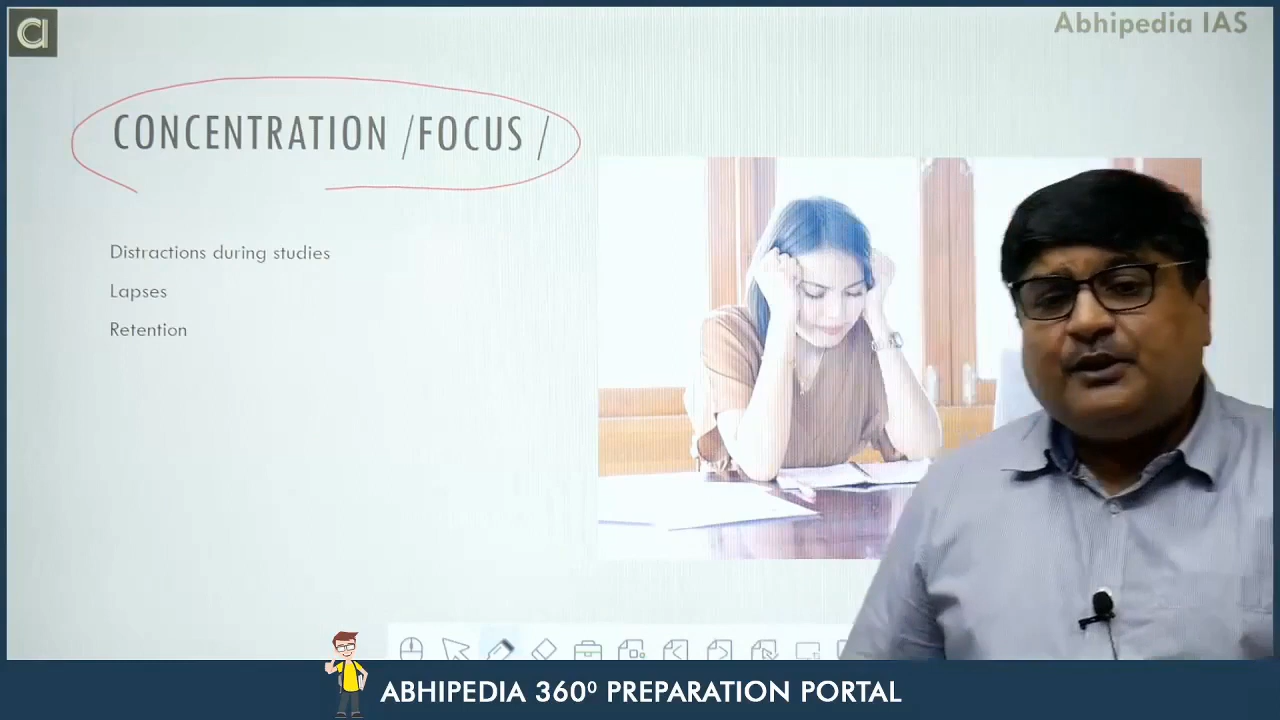 Abhipedia IAS
CONCENTRATION /FOCUS /
Distractions during studies
Lapses
Retention
ABHIPEDIA 360⁰ PREPARATION PORTAL